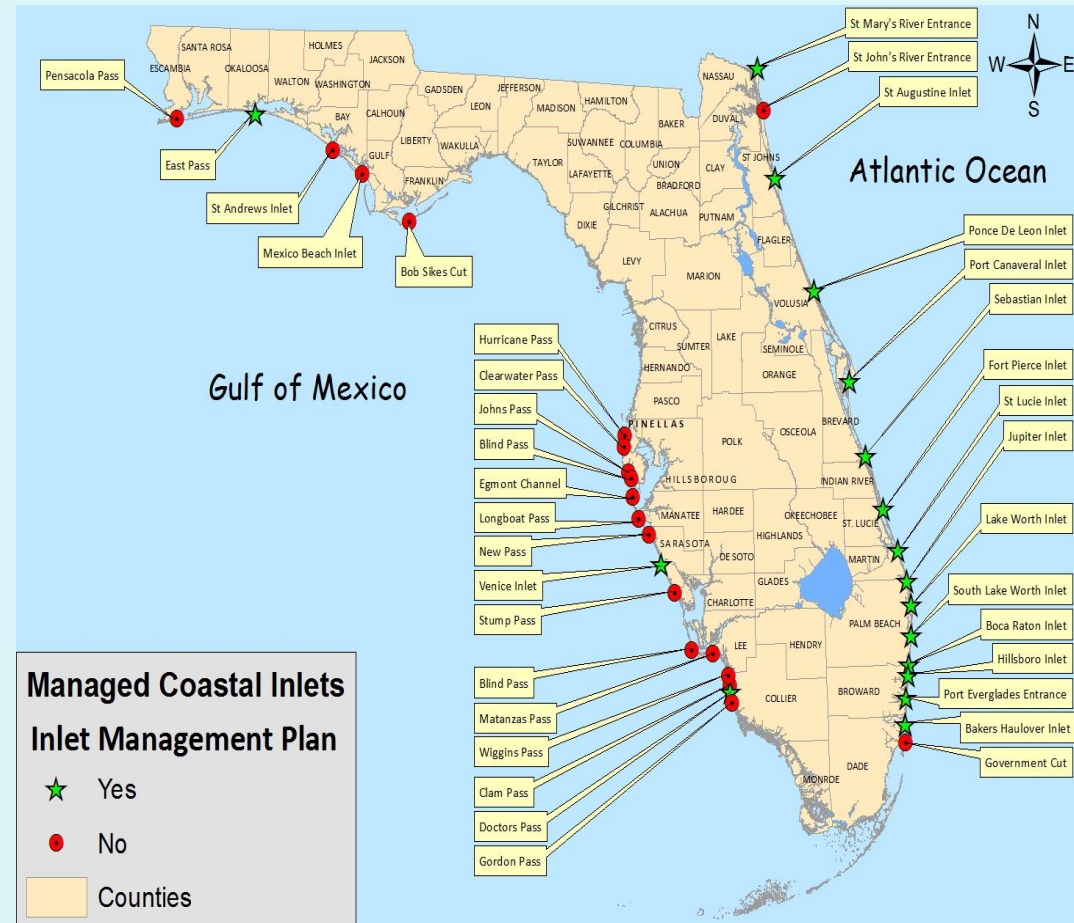 St Mary's River Entrance
St John's River Entrance
St Augustine Inlet
N
W
E
S
Pensacola Pass
East Pass
St Andrews Inlet
Mexico Beach Inlet
Bob Sikes Cut
SANTA ROSA
ESCAMBIA
OKALOOSA
HOLMES
WALTON
WASHINGTON
JACKSON
BAY
CALHOUN
GULF
GADSDEN
LIBERTY
FRANKLIN
LEON
WAKULLA
JEFFERSON
MADISON
TAYLOR
HAMILTON
SUWANNEE
LAFAYETTE
COLUMBIA
DIXIE
GILCHRIST
BAKER
UNION
BRADFORD
ALACHUA
LEVY
NASSAU
DUVAL
CLAY
ST JOHNS
PUTNAM
FLAGLER
MARION
VOLUSIA
CITRUS
SUMTER
LAKE
SEMINOLE
HERNANDO
ORANGE
PASCO
PINELLAS
HILLSBOROUG
POLK
OSCEOLA
BREVARD
INDIAN RIVER
MANATEE
HARDEE
HIGHLANDS
OKEECHOBEE
ST. LUCIE
SARASOTA
DE SOTO
MARTIN
CHARLOTTE
GLADES
PALM BEACH
LEE
HENDRY
COLLIER
BROWARD
DADE
MONROE
Atlantic Ocean
Gulf of Mexico
Ponce De Leon Inlet
Port Canaveral Inlet
Sebastian Inlet
Fort Pierce Inlet
St Lucie Inlet
Jupiter Inlet
Lake Worth Inlet
South Lake Worth Inlet
Boca Raton Inlet
Hillsboro Inlet
Port Everglades Entrance
Bakers Haulover Inlet
Government Cut
Hurricane Pass
Clearwater Pass
Johns Pass
Blind Pass
Egmont Channel
Longboat Pass
New Pass
Venice Inlet
Stump Pass
Blind Pass
Matanzas Pass
Wiggins Pass
Clam Pass
Doctors Pass
Gordon Pass
Managed Coastal Inlets
Inlet Management Plan
Yes
No
Counties